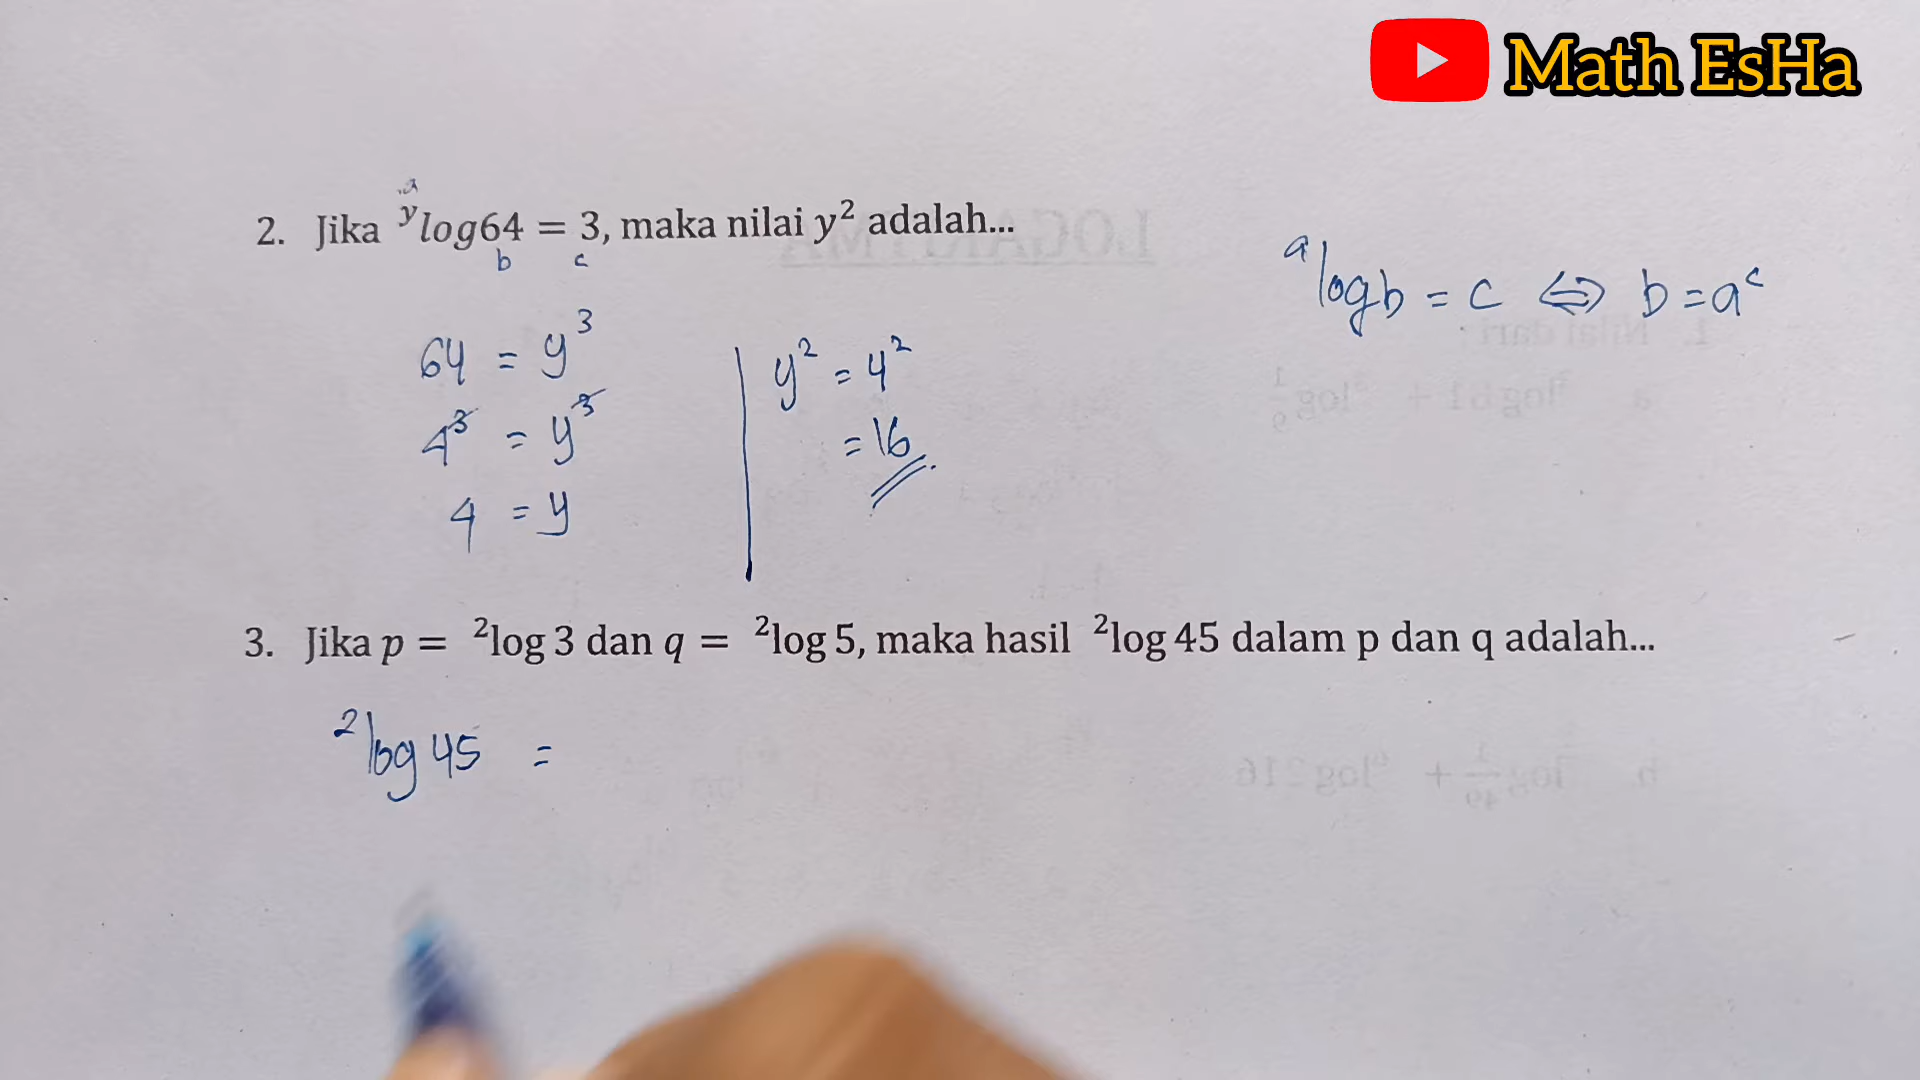 Math EsHa
a
2. Jika ʸlog64 = 3, maka nilai y² adalah...
b c
ᵃlog b = c ⇔ b = aᶜ
64 = y³
4³ = y³
4 = y
y² = 4²
= 16
3. Jika p = ²log 3 dan q = ²log 5, maka hasil ²log 45 dalam p dan q adalah...
²log 45 =